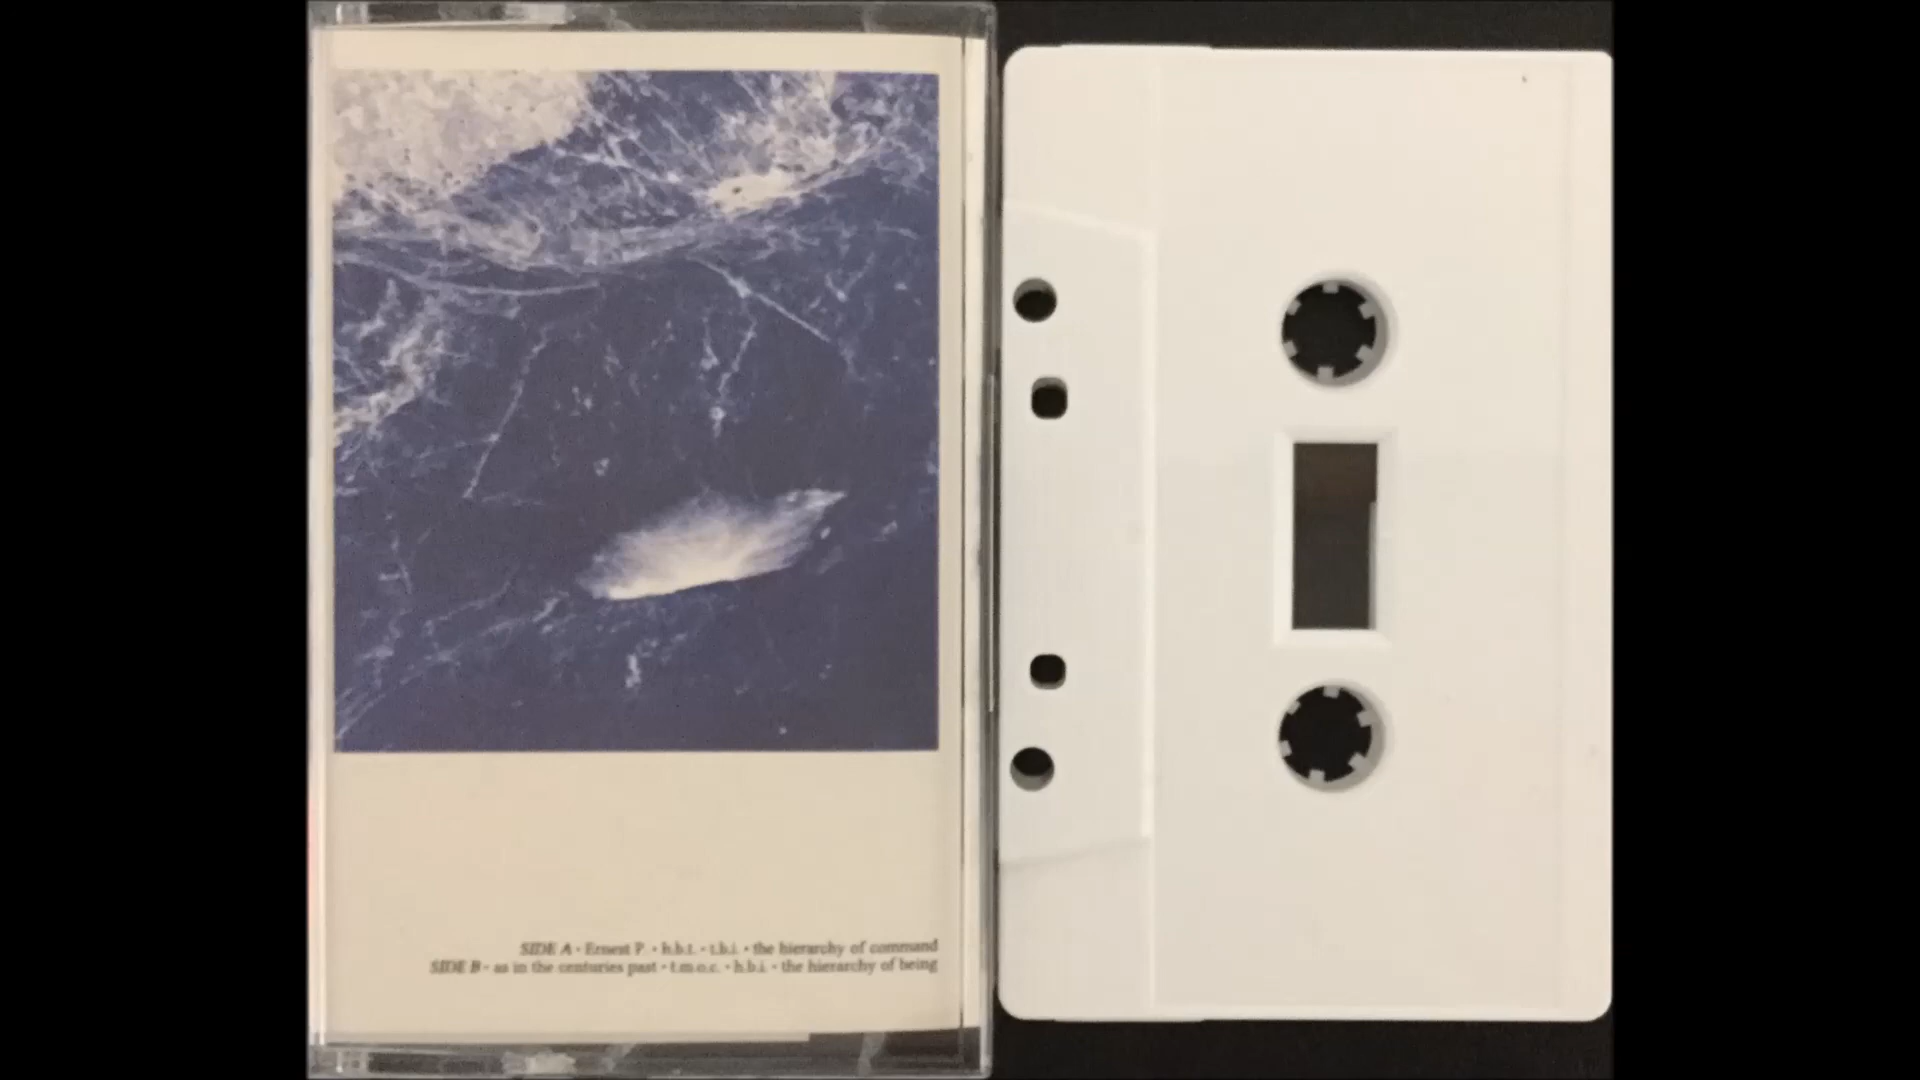 SIDE A • Ernest P. • h.b.t. • t.b.i. • the hierarchy of command
SIDE B • as in the centuries past • t.m.o.c. • h.b.i. • the hierarchy of being